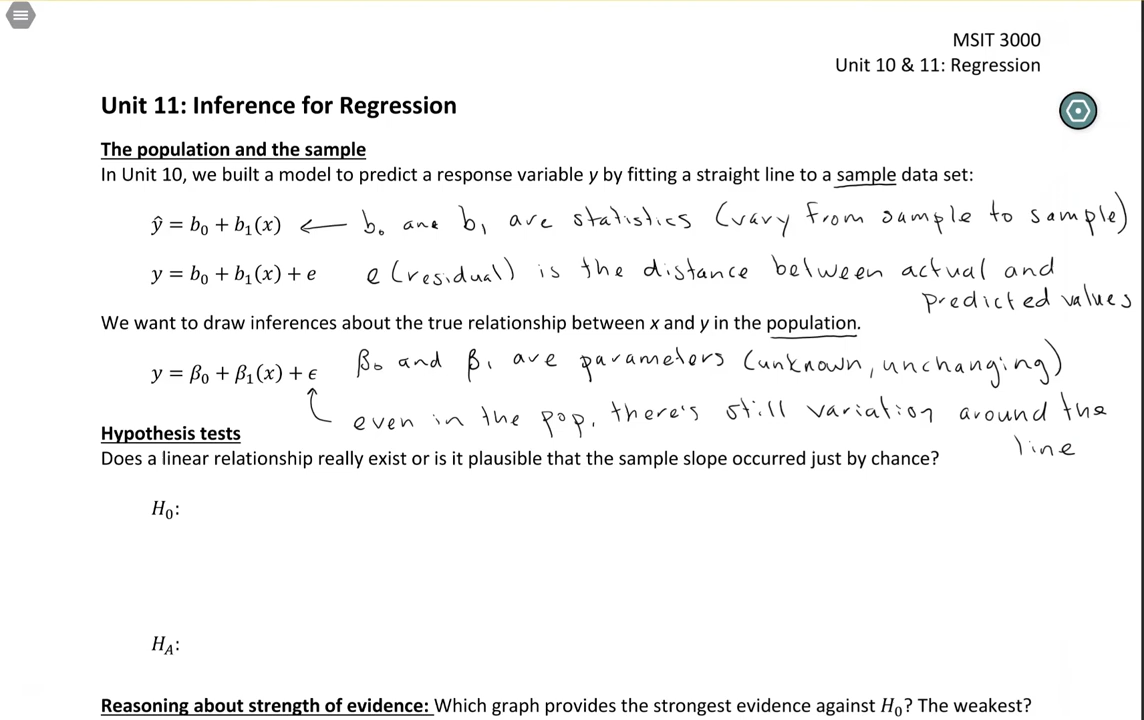 MSIT 3000
Unit 10 & 11: Regression
Unit 11: Inference for Regression
The population and the sample
In Unit 10, we built a model to predict a response variable y by fitting a straight line to a sample data set:
ŷ = b₀ + b₁(x) ← b₀ and b₁ are statistics (vary from sample to sample)
y = b₀ + b₁(x) + e e (residual) is the distance between actual and
predicted values
We want to draw inferences about the true relationship between x and y in the population.
y = β₀ + β₁(x) + ϵ β₀ and β₁ are parameters (unknown, unchanging)
even in the pop. there's still variation around the
line
Hypothesis tests
Does a linear relationship really exist or is it plausible that the sample slope occurred just by chance?
H₀:
Hₐ:
Reasoning about strength of evidence: Which graph provides the strongest evidence against H₀? The weakest?